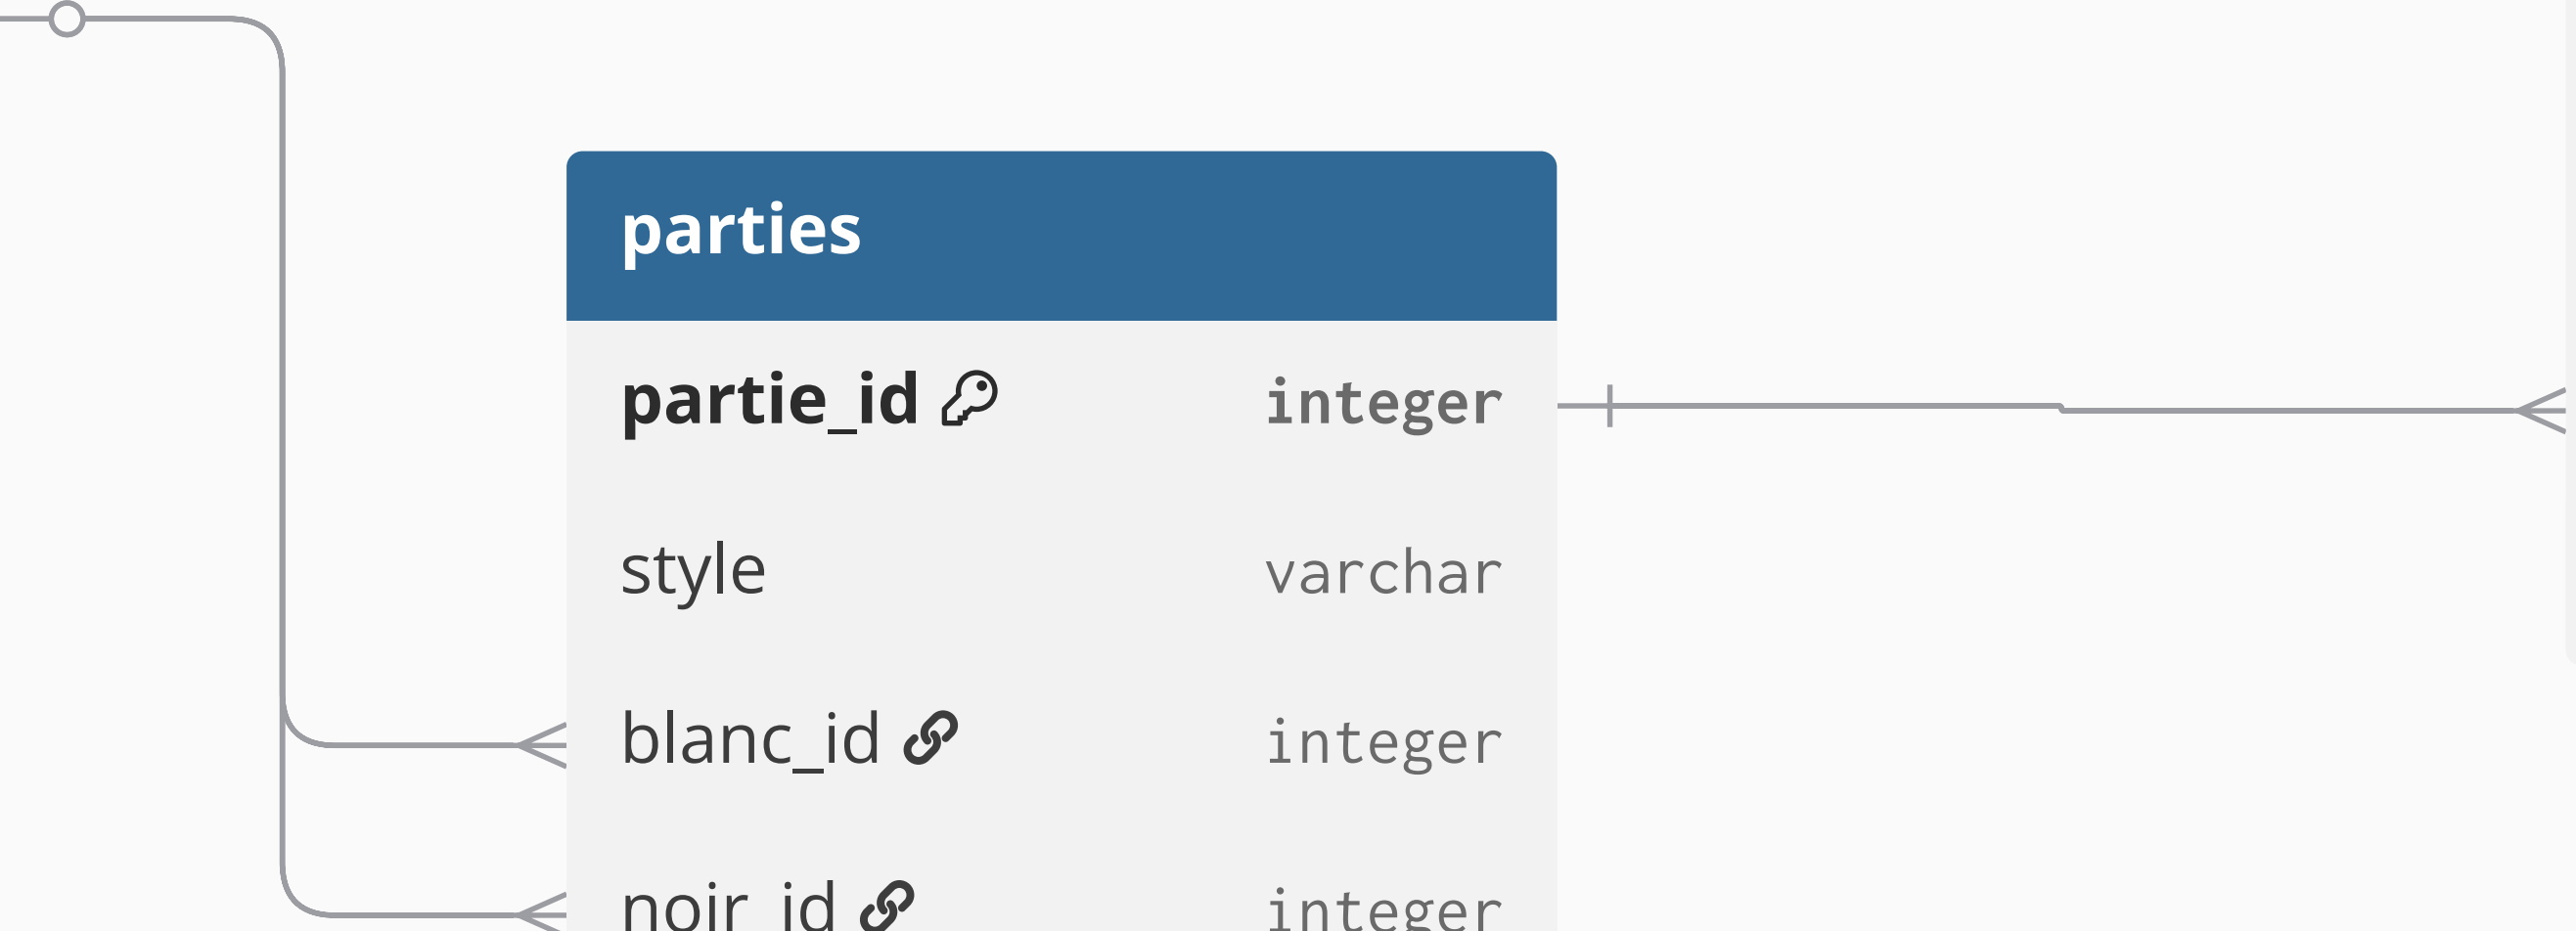 parties
partie_id integer
style varchar
blanc_id integer
noir_id integer